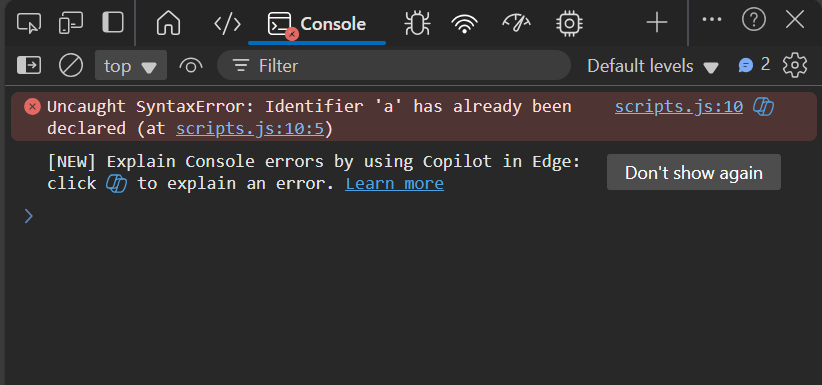 Console
top
Filter
Default levels
2
Uncaught SyntaxError: Identifier 'a' has already been
declared (at scripts.js:10:5)
scripts.js:10
[NEW] Explain Console errors by using Copilot in Edge:
click to explain an error. Learn more
Don't show again